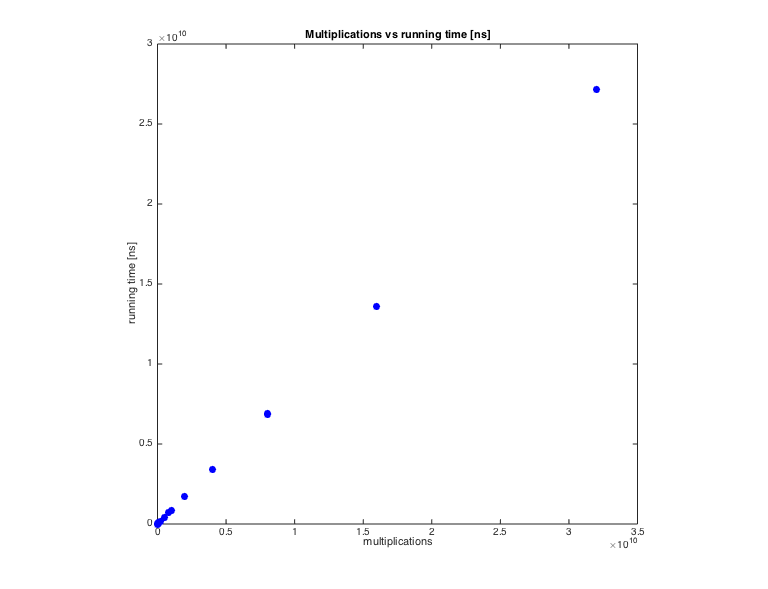 Multiplications vs running time [ns]
×10¹⁰
3
2.5
2
1.5
1
0.5
0
running time [ns]
0 0.5 1 1.5 2 2.5 3 3.5
multiplications
×10¹⁰